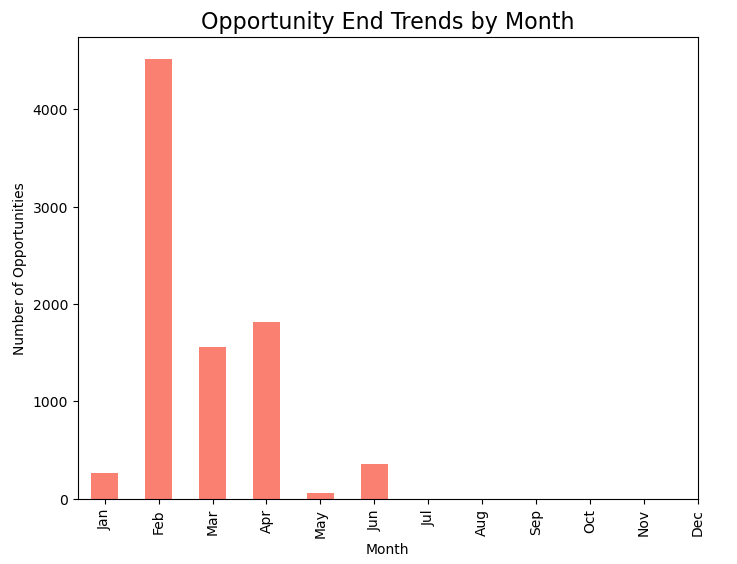 Opportunity End Trends by Month
Number of Opportunities
4000
3000
2000
1000
0
Jan
Feb
Mar
Apr
May
Jun
Jul
Aug
Sep
Oct
Nov
Dec
Month